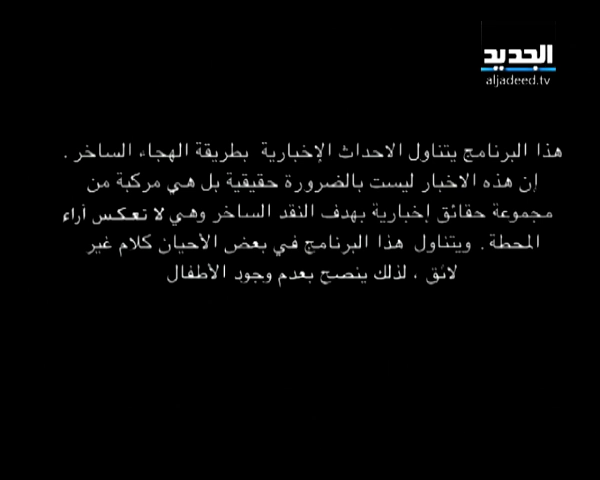 الجديد
aljadeed.tv
هذا البرنامج يتناول الاحداث الإخبارية بطريقة الهجاء الساخر .
إن هذه الاخبار ليست بالضرورة حقيقية بل هي مركبة من
مجموعة حقائق إخبارية بهدف النقد الساخر وهي لا تعكس آراء
المحطة . ويتناول هذا البرنامج في بعض الأحيان كلام غير
لائق ، لذلك ينصح بعدم وجود الأطفال